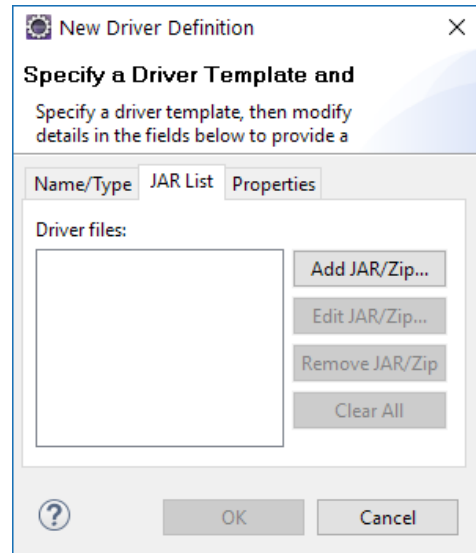 New Driver Definition
Specify a Driver Template and
Specify a driver template, then modify
details in the fields below to provide a
Name/Type JAR List Properties
Driver files:
Add JAR/Zip...
Edit JAR/Zip...
Remove JAR/Zip
Clear All
?
OK Cancel